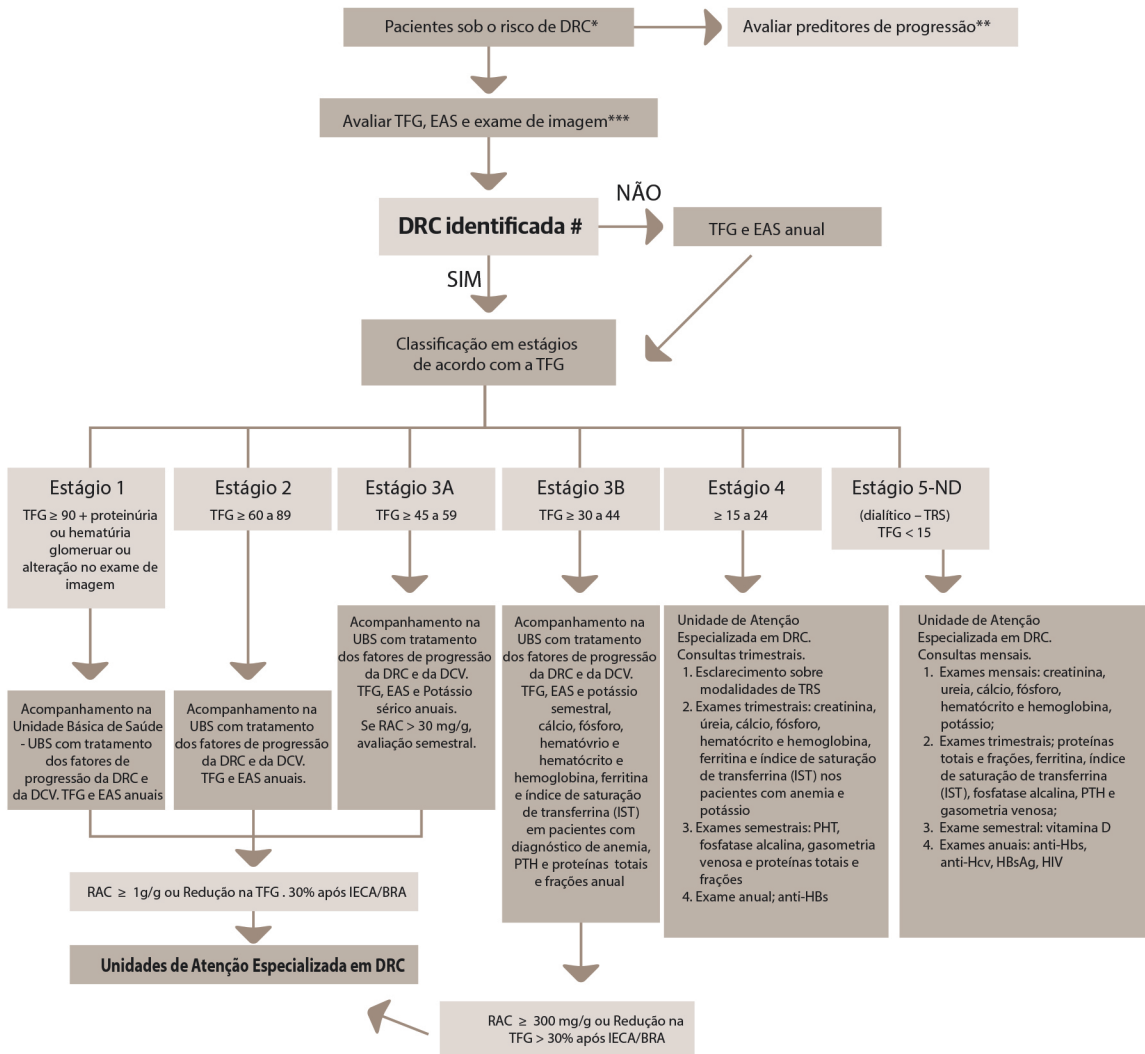 Pacientes sob o risco de DRC*
Avaliar preditores de progressão**
Avaliar TFG, EAS e exame de imagem***
DRC identificada #
NÃO
TFG e EAS anual
SIM
Classificação em estágios
de acordo com a TFG
Estágio 1
TFG ≥ 90 + proteinúria
ou hematúria
glomeruar ou
alteração no exame de
imagem
Estágio 2
TFG ≥ 60 a 89
Estágio 3A
TFG ≥ 45 a 59
Estágio 3B
TFG ≥ 30 a 44
Estágio 4
≥ 15 a 24
Estágio 5-ND
(dialítico – TRS)
TFG < 15
Acompanhamento na
Unidade Básica de Saúde
- UBS com tratamento
dos fatores de
progressão da DRC e
da DCV. TFG e EAS anuais
Acompanhamento na
UBS com tratamento
dos fatores de progressão
da DRC e da DCV.
TFG e EAS anuais.
Acompanhamento na
UBS com tratamento
dos fatores de progressão
da DRC e da DCV.
TFG, EAS e Potássio
sérico anuais.
Se RAC > 30 mg/g,
avaliação semestral.
Acompanhamento na
UBS com tratamento
dos fatores de progressão
da DRC e da DCV.
TFG, EAS e potássio
semestral,
cálcio, fósforo,
hematóvrio e
hematócrito e
hemoglobina, ferritina
e índice de saturação
de transferrina (IST)
em pacientes com
diagnóstico de anemia,
PTH e proteínas totais
e frações anual
Unidade de Atenção
Especializada em DRC.
Consultas trimestrais.
1. Esclarecimento sobre
modalidades de TRS
2. Exames trimestrais: creatinina,
úreia, cálcio, fósforo,
hematócrito e hemoglobina,
ferritina e índice de saturação
de transferrina (IST) nos
pacientes com anemia e
potássio
3. Exames semestrais: PHT,
fosfatase alcalina, gasometria
venosa e proteínas totais e
frações
4. Exame anual; anti-HBs
Unidade de Atenção
Especializada em DRC.
Consultas mensais.
1. Exames mensais: creatinina,
ureia, cálcio, fósforo,
hematócrito e hemoglobina,
potássio;
2. Exames trimestrais; proteínas
totais e frações, ferritina, índice
de saturação de transferrina
(IST), fosfatase alcalina, PTH e
gasometria venosa;
3. Exame semestral: vitamina D
4. Exames anuais: anti-Hbs,
anti-Hcv, HBsAg, HIV
RAC ≥ 1g/g ou Redução na TFG . 30% após IECA/BRA
Unidades de Atenção Especializada em DRC
RAC ≥ 300 mg/g ou Redução na
TFG > 30% após IECA/BRA